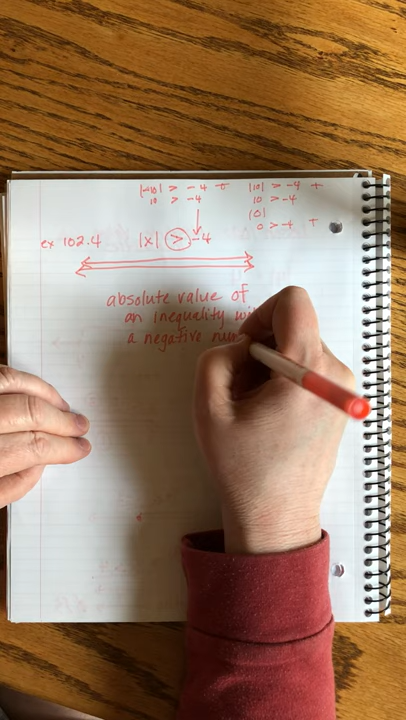 |-10| > -4 + |10| > -4 +
10 > -4 10 > -4
|0|
0 > -4 +
ex 102.4 |x| > -4
absolute value of
an inequality
a negative